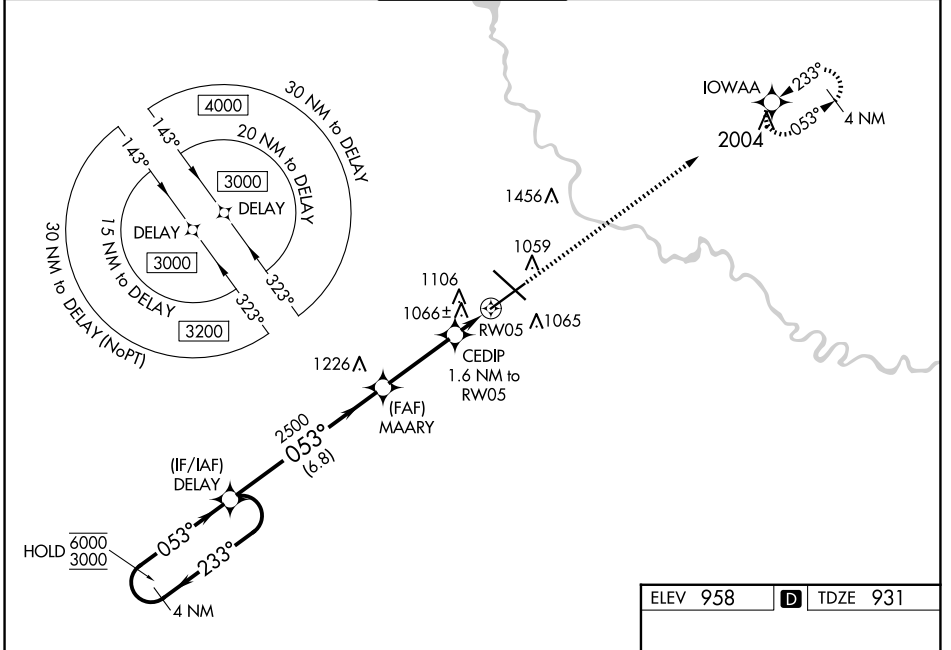 4000
30 NM to DELAY
143°
20 NM to DELAY
3000
DELAY
323°
143°
DELAY
15 NM to DELAY
3000
323°
3200
30 NM to DELAY (NoPT)
IOWAA
233°
053°
4 NM
2004
1456
1059
1106
1066±
RW05
1065
CEDIP
1.6 NM to
RW05
1226
(FAF)
MAARY
2500
053°
(6.8)
(IF/IAF)
DELAY
HOLD
6000
3000
053°
233°
4 NM
ELEV 958
D
TDZE 931